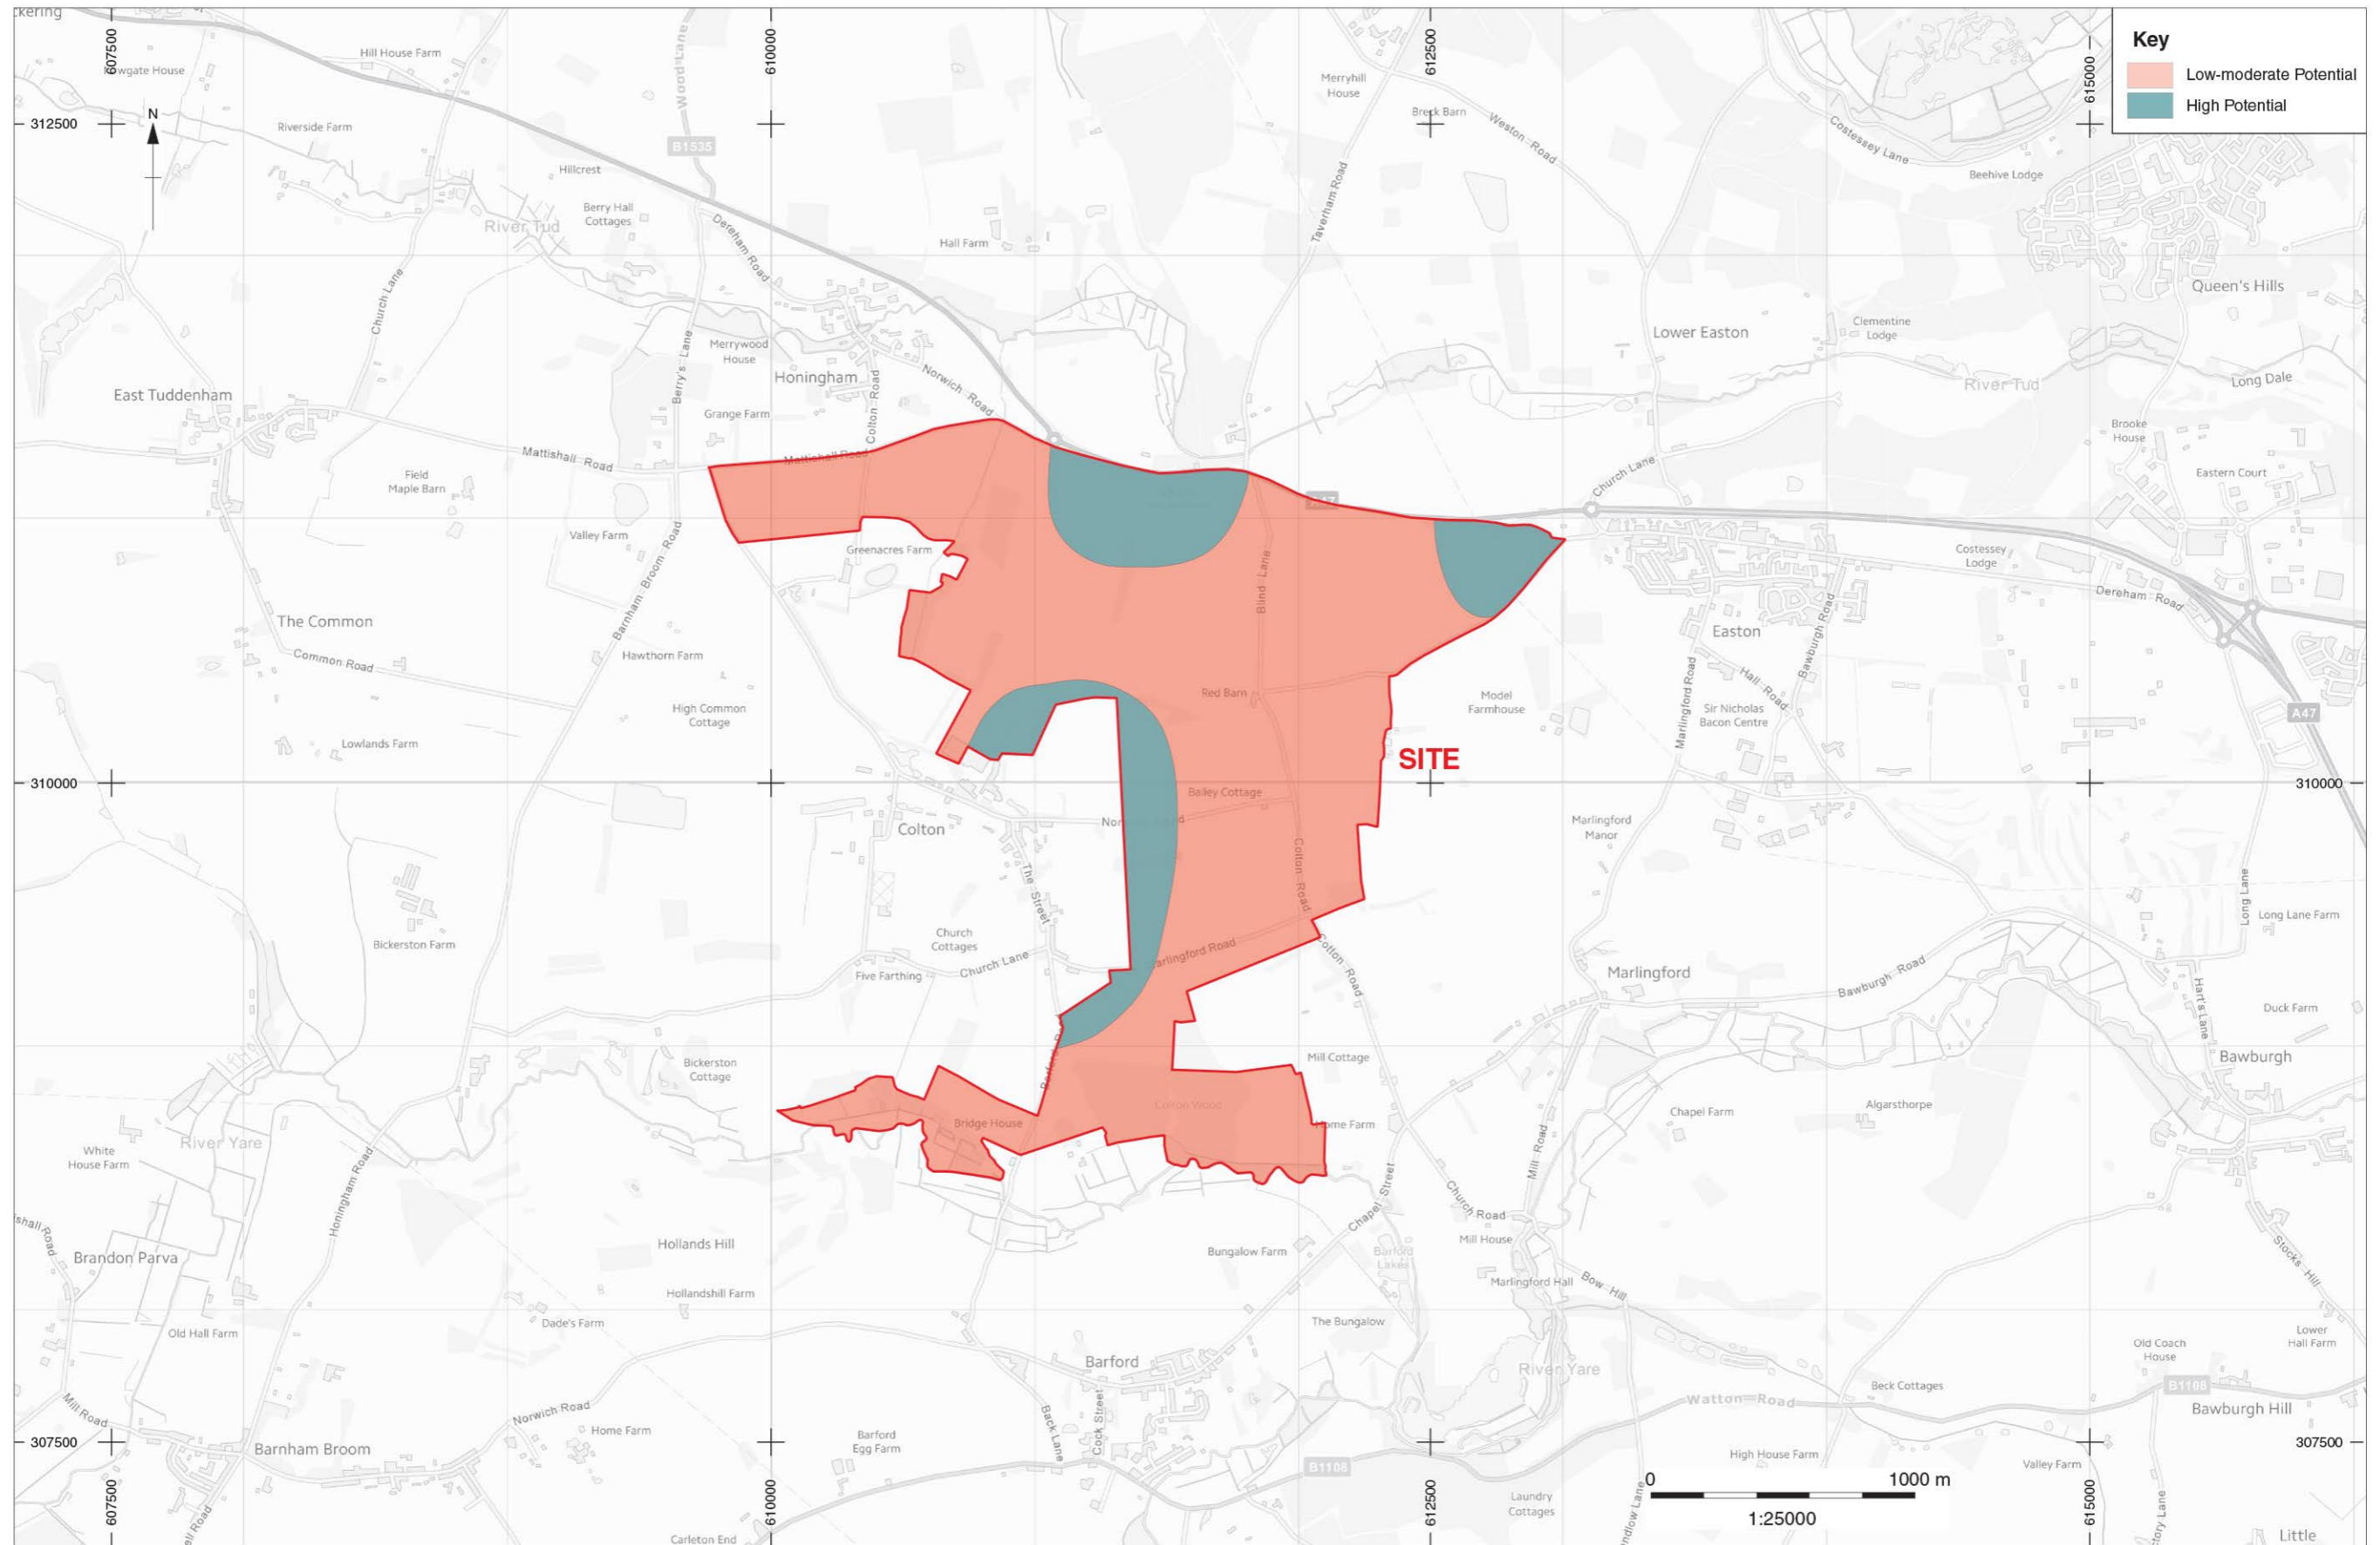 Key
Low-moderate Potential
High Potential
607500
610000
612500
615000
312500
N
Hill House Farm
Riverside Farm
Wood Lane
B1535
Hillcrest
Berry Hall
Cottages
River Tud
Dereham Road
Hall Farm
Merryhill
House
Breck Barn
Weston Road
Taverham Road
Costessey Lane
Beehive Lodge
Queen's Hills
Church Lane
Merrywood
House
Honingham
Berry's Lane
Norwich Road
Colton Road
Grange Farm
Lower Easton
Clementine
Lodge
River Tud
Long Dale
East Tuddenham
Mattishall Road
Mattishall Road
Field
Maple Barn
Valley Farm
Greenacres Farm
A47
Church Lane
Brooke
House
Eastern Court
Costessey
Lodge
Dereham Road
Blind Lane
Easton
Bawburgh Road
Barnham Broom Road
The Common
Common Road
Hawthorn Farm
High Common
Cottage
Lowlands Farm
Red Barn
Model
Farmhouse
Sir Nicholas
Bacon Centre
Hall Road
Marlingford Road
A47
SITE
310000
310000
Bailey Cottage
Colton
The Street
Colton Road
Marlingford
Manor
Bickerston Farm
Church
Cottages
Five Farthing
Church Lane
Colton Road
Marlingford
Bawburgh Road
Long Lane
Long Lane Farm
Hart's Lane
Duck Farm
Bawburgh
Bickerston
Cottage
Mill Cottage
Colton Wood
Bridge House
Home Farm
Chapel Farm
Algarsthorpe
White
House Farm
River Yare
Honingham Road
Mill Road
Chapel Street
Church Road
Mill House
Brandon Parva
Hollands Hill
Bungalow Farm
Barford
Lakes
Marlingford Hall
Bow Hill
Stocks Hill
Hollandshill Farm
Old Hall Farm
Dade's Farm
The Bungalow
Barford
River Yare
Old Coach
House
Lower
Hall Farm
B1108
Beck Cottages
Watton Road
Bawburgh Hill
Mill Road
Norwich Road
Home Farm
Back Lane
Cock Street
Barnham Broom
Barford
Egg Farm
307500
307500
B1108
High House Farm
Valley Farm
0
1000 m
1:25000
Laundry
Cottages
Carleton End
Little
607500
610000
612500
615000